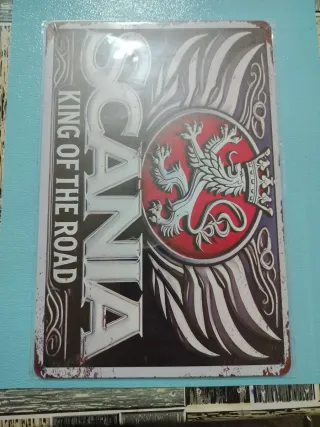 SCANIA
KING OF THE ROAD